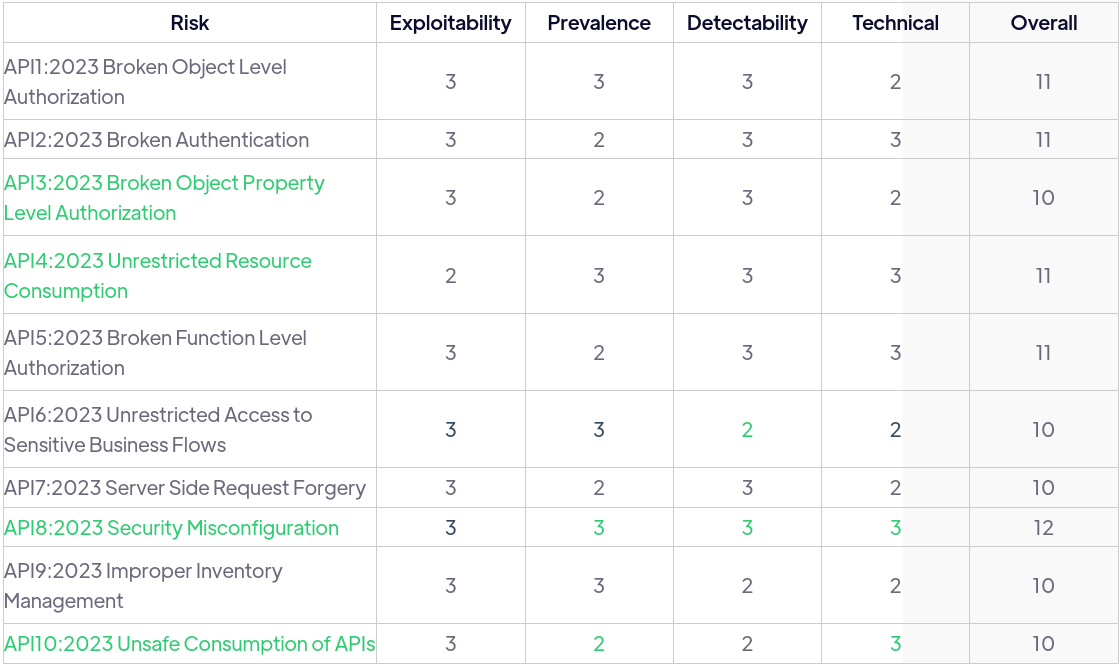 Risk Exploitability Prevalence Detectability Technical Overall
API1:2023 Broken Object Level
Authorization
3 3 3 2 11
API2:2023 Broken Authentication 3 2 3 3 11
API3:2023 Broken Object Property
Level Authorization
3 2 3 2 10
API4:2023 Unrestricted Resource
Consumption
2 3 3 3 11
API5:2023 Broken Function Level
Authorization
3 2 3 3 11
API6:2023 Unrestricted Access to
Sensitive Business Flows
3 3 2 2 10
API7:2023 Server Side Request Forgery 3 2 3 2 10
API8:2023 Security Misconfiguration 3 3 3 3 12
API9:2023 Improper Inventory
Management
3 3 2 2 10
API10:2023 Unsafe Consumption of APIs 3 2 2 3 10